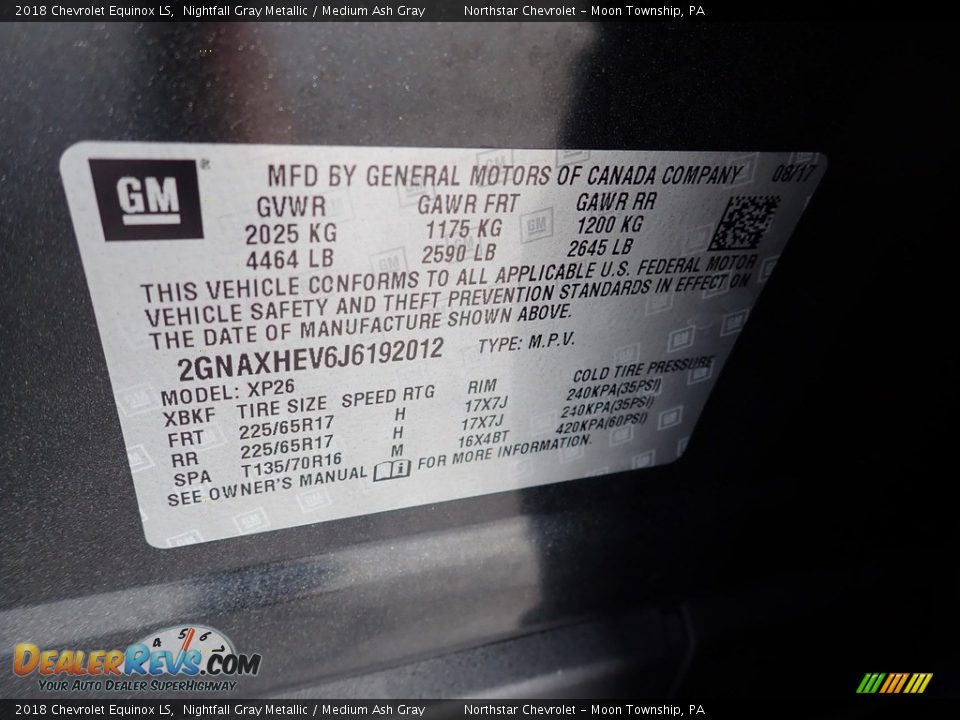 2018 Chevrolet Equinox LS, Nightfall Gray Metallic / Medium Ash Gray Northstar Chevrolet - Moon Township, PA
GM ®
MFD BY GENERAL MOTORS OF CANADA COMPANY 08/17
GVWR GAWR FRT GAWR RR
2025 KG 1175 KG 1200 KG
4464 LB 2590 LB 2645 LB
THIS VEHICLE CONFORMS TO ALL APPLICABLE U.S. FEDERAL MOTOR
VEHICLE SAFETY AND THEFT PREVENTION STANDARDS IN EFFECT ON
THE DATE OF MANUFACTURE SHOWN ABOVE.
2GNAXHEV6J6192012 TYPE: M.P.V.
MODEL: XP26
XBKF TIRE SIZE SPEED RTG RIM COLD TIRE PRESSURE
FRT 225/65R17 H 17X7J 240KPA(35PSI)
RR 225/65R17 H 17X7J 240KPA(35PSI)
SPA T135/70R16 M 16X4BT 420KPA(60PSI)
SEE OWNER'S MANUAL FOR MORE INFORMATION.
4 5 6
DEALERREVS.COM
YOUR AUTO DEALER SUPERHIGHWAY
2018 Chevrolet Equinox LS, Nightfall Gray Metallic / Medium Ash Gray Northstar Chevrolet - Moon Township, PA